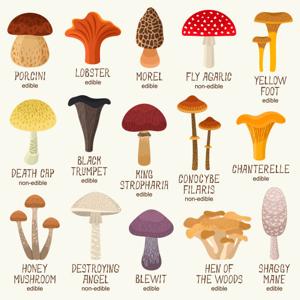 PORCINI
edible
LOBSTER
edible
MOREL
edible
FLY AGARIC
non-edible
YELLOW
FOOT
edible
DEATH CAP
non-edible
BLACK
TRUMPET
edible
KING
STROPHARIA
edible
CONOCYBE
FILARIS
non-edible
CHANTERELLE
edible
HONEY
MUSHROOM
edible
DESTROYING
ANGEL
non-edible
BLEWIT
edible
HEN OF
THE WOODS
edible
SHAGGY
MANE
edible